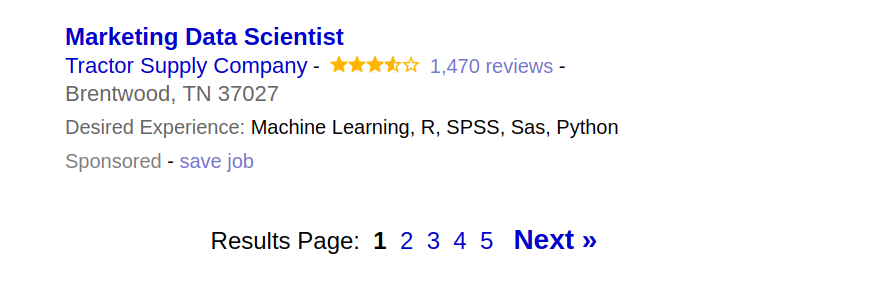 Marketing Data Scientist
Tractor Supply Company - 1,470 reviews -
Brentwood, TN 37027
Desired Experience: Machine Learning, R, SPSS, Sas, Python
Sponsored - save job
Results Page: 1 2 3 4 5 Next »